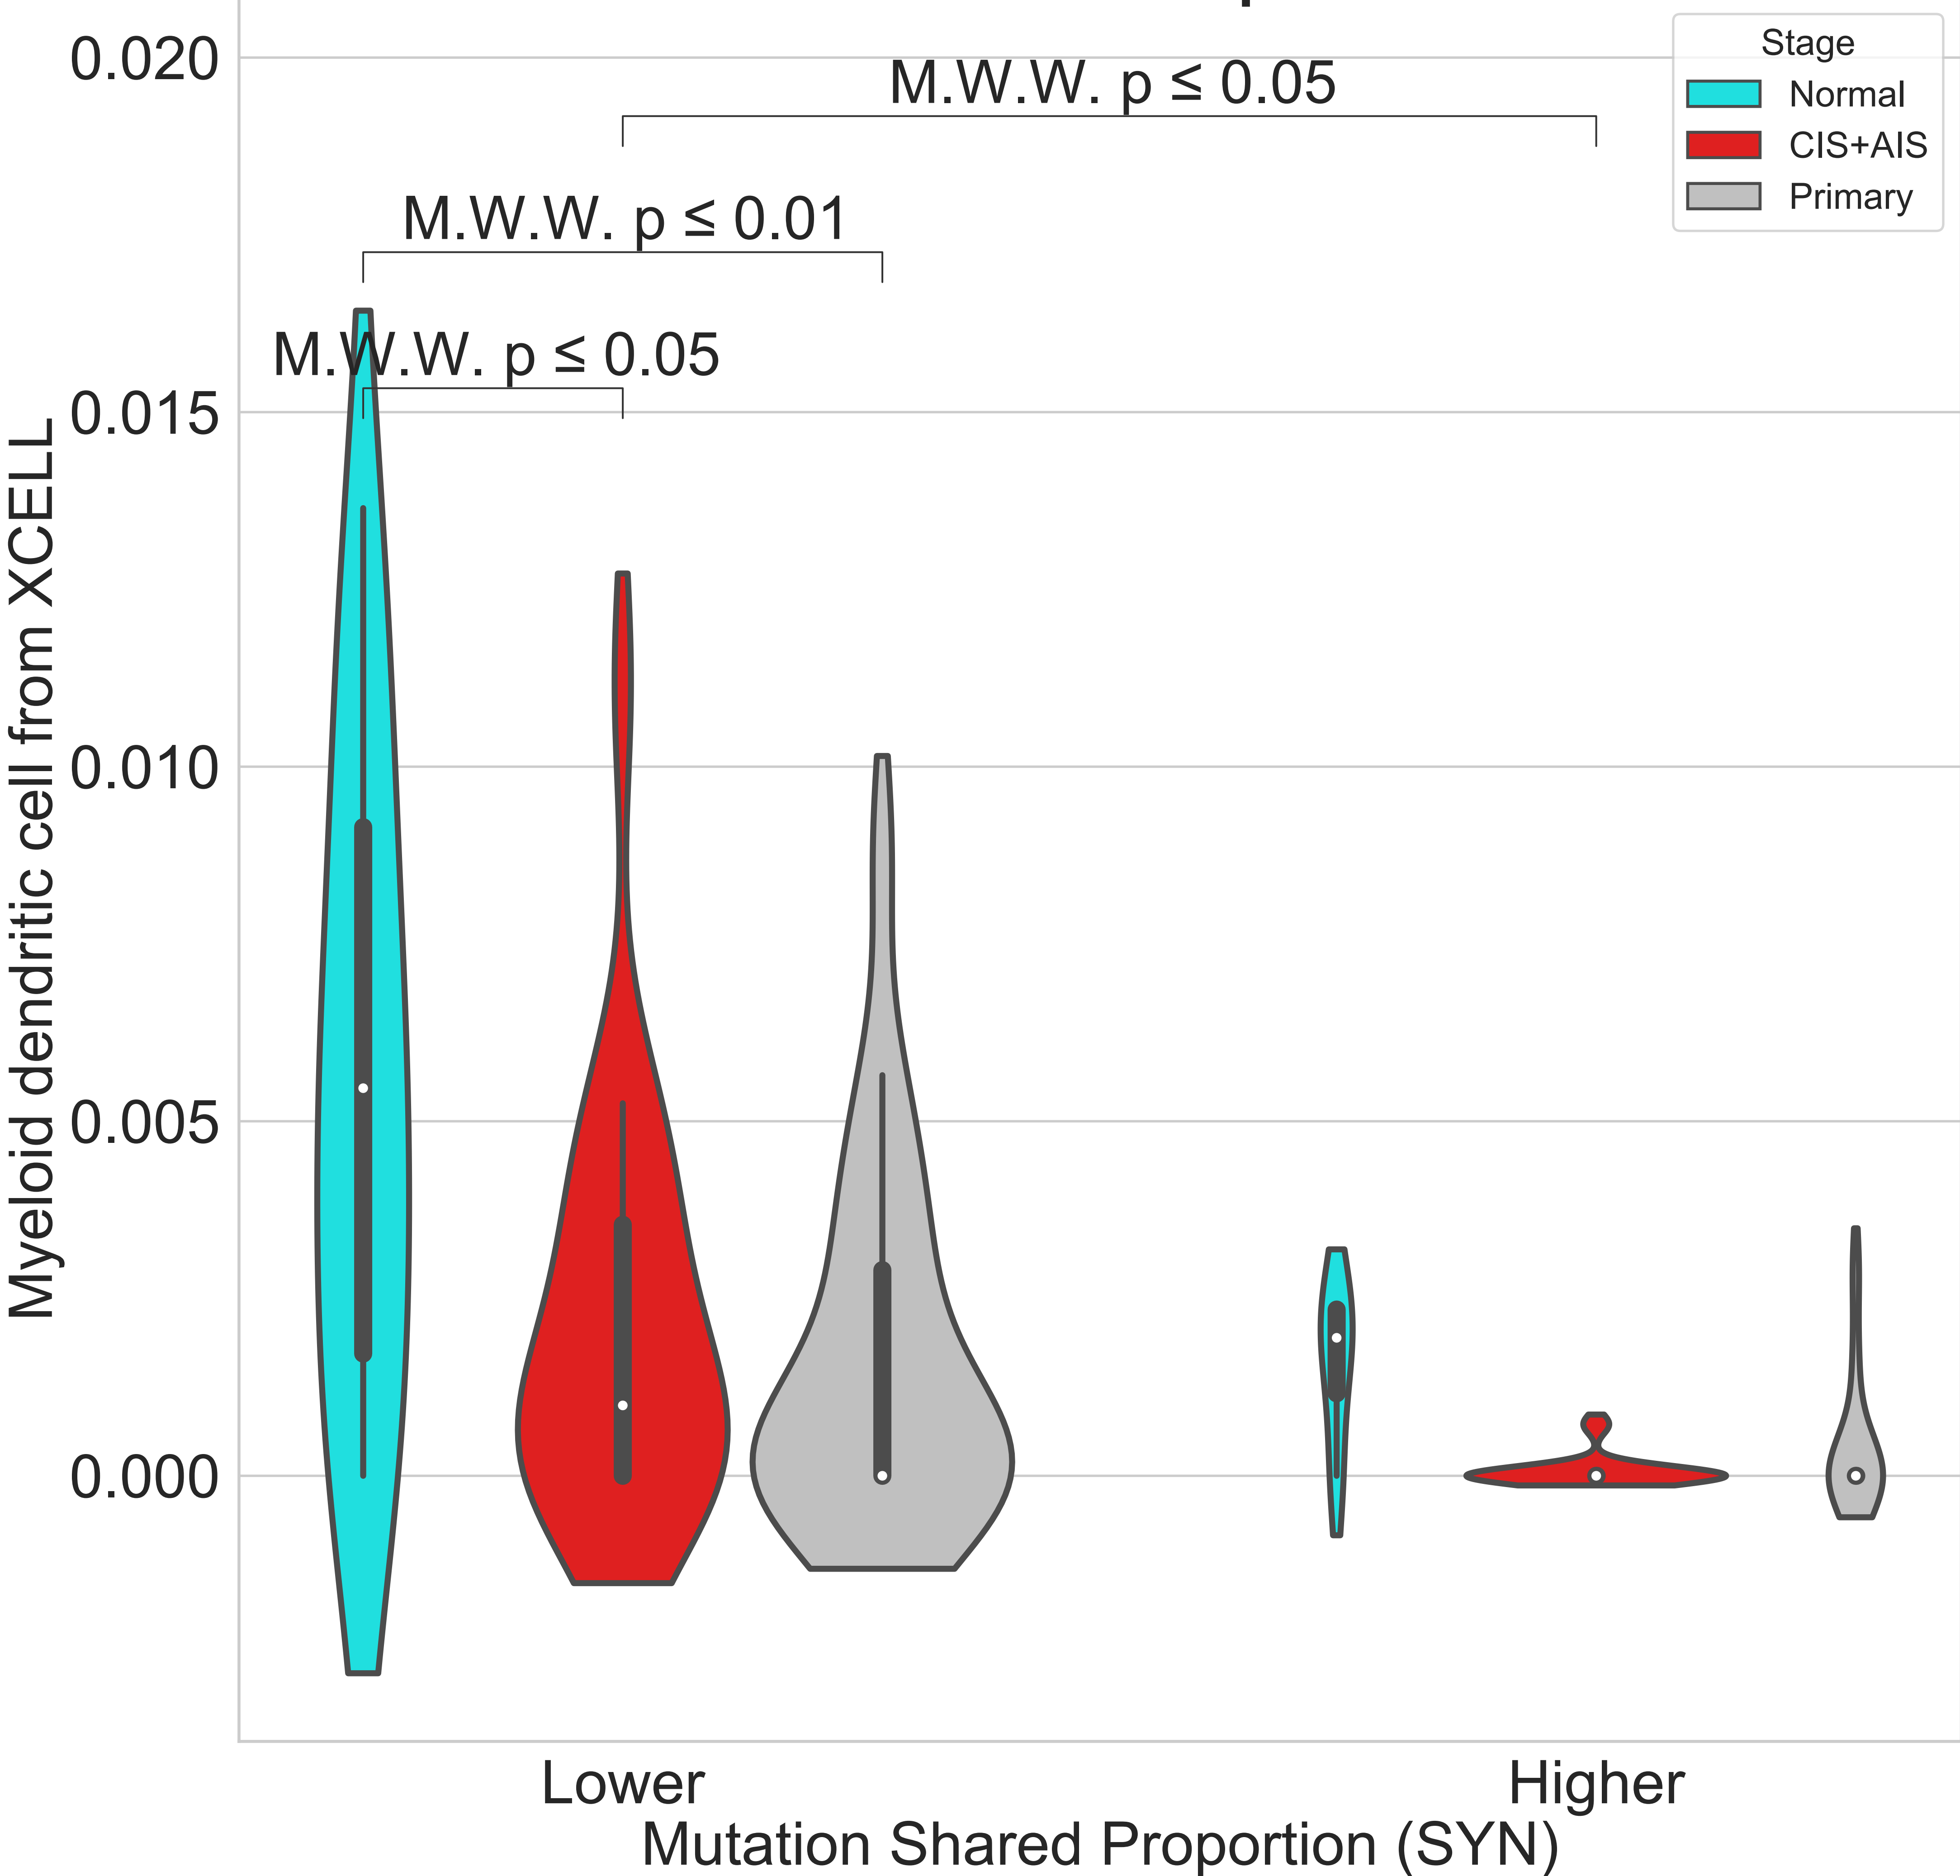 Stage
Normal
CIS+AIS
Primary
M.W.W. p ≤ 0.05
M.W.W. p ≤ 0.01
M.W.W. p ≤ 0.05
0.020
0.015
0.010
0.005
0.000
Myeloid dendritic cell from XCELL
Lower
Higher
Mutation Shared Proportion (SYN)